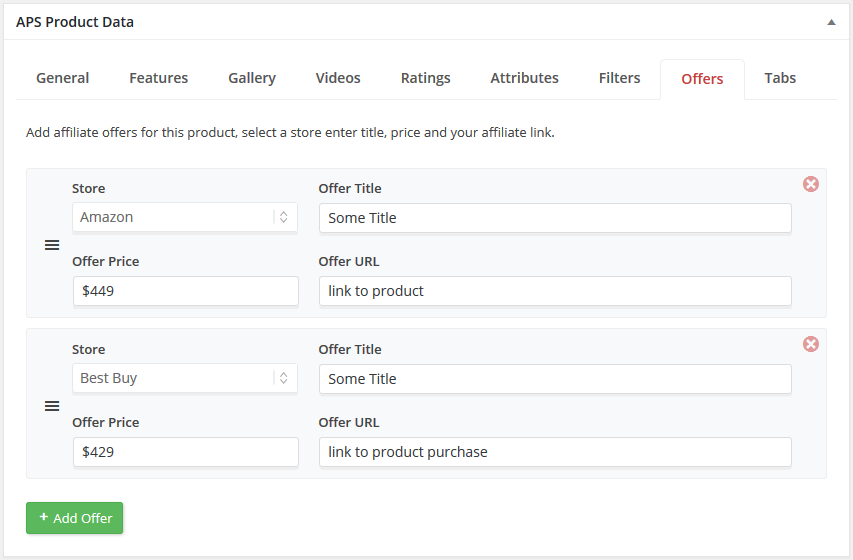 APS Product Data
General Features Gallery Videos Ratings Attributes Filters Offers Tabs
Add affiliate offers for this product, select a store enter title, price and your affiliate link.
Store Offer Title
Amazon Some Title
Offer Price Offer URL
$449 link to product
Store Offer Title
Best Buy Some Title
Offer Price Offer URL
$429 link to product purchase
+ Add Offer